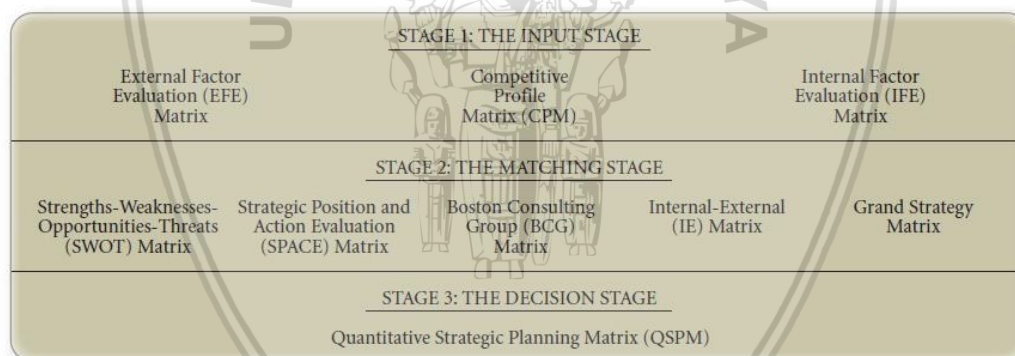 STAGE 1: THE INPUT STAGE
External Factor
Evaluation (EFE)
Matrix
Competitive
Profile
Matrix (CPM)
Internal Factor
Evaluation (IFE)
Matrix
STAGE 2: THE MATCHING STAGE
Strengths-Weaknesses-
Opportunities-Threats
(SWOT) Matrix
Strategic Position and
Action Evaluation
(SPACE) Matrix
Boston Consulting
Group (BCG)
Matrix
Internal-External
(IE) Matrix
Grand Strategy
Matrix
STAGE 3: THE DECISION STAGE
Quantitative Strategic Planning Matrix (QSPM)